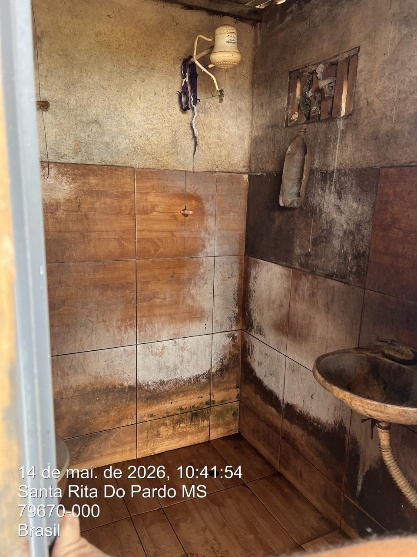 14 de mai. de 2026, 10:41:54
Santa Rita Do Pardo MS
79670-000
Brasil